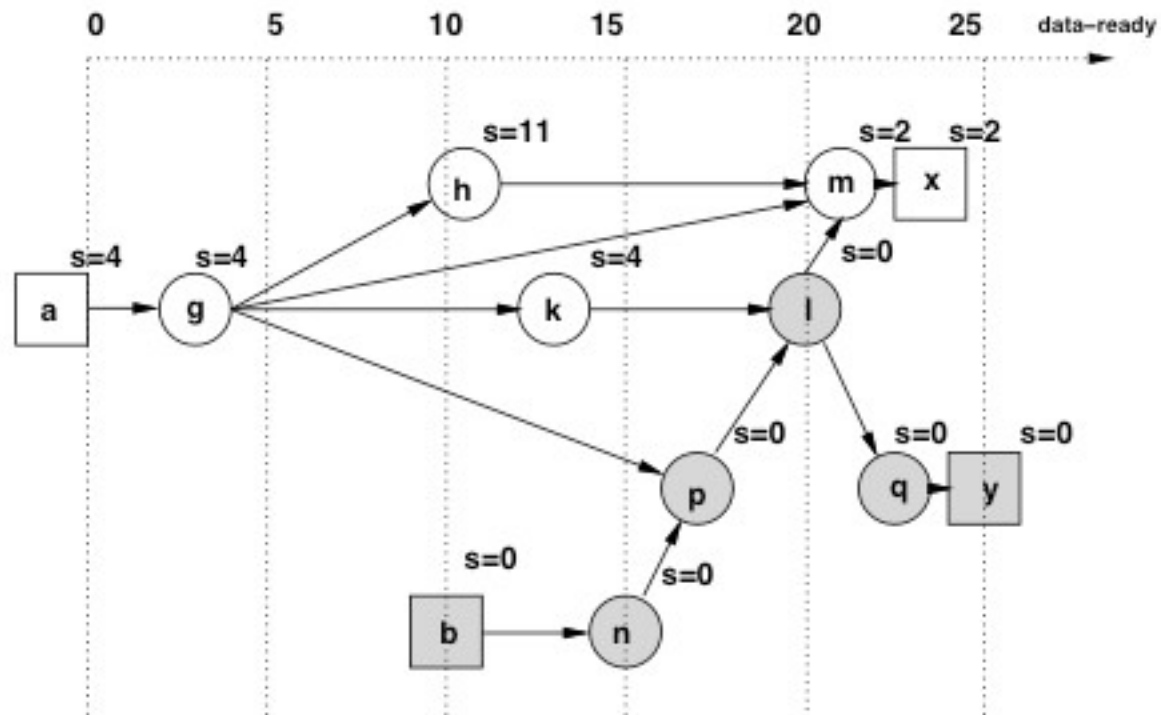 0 5 10 15 20 25 data-ready
s=11 s=2 s=2
h m x
s=4 s=4 s=4 s=0
a g k l
s=0 s=0 s=0
p q y
s=0 s=0
b n